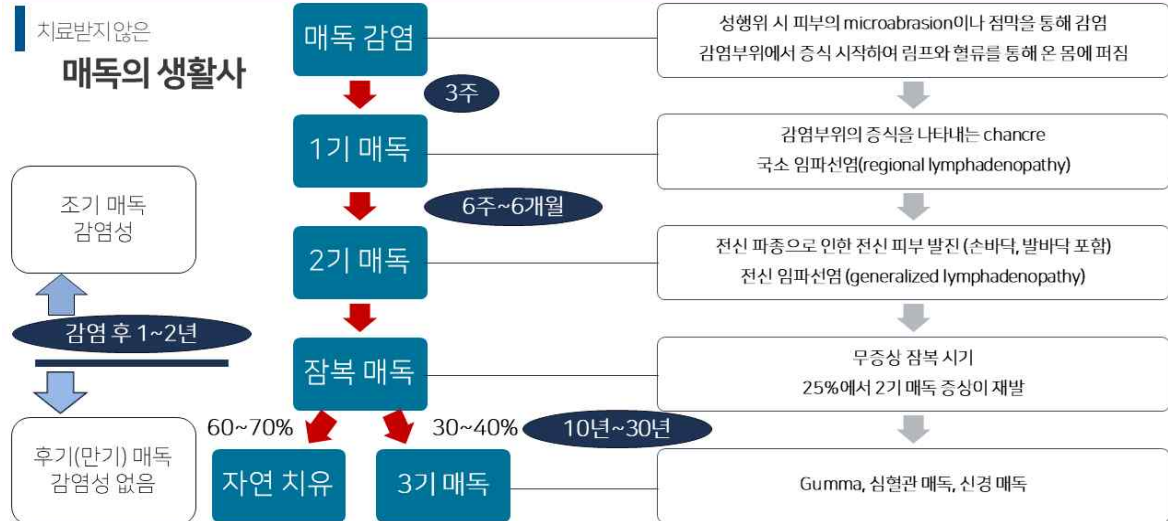 치료받지않은
매독의 생활사
매독 감염
성행위 시 피부의 microabrasion이나 점막을 통해 감염
감염부위에서 증식 시작하여 림프와 혈류를 통해 온 몸에 퍼짐
3주
1기 매독
감염부위의 증식을 나타내는 chancre
국소 임파선염(regional lymphadenopathy)
6주~6개월
2기 매독
전신 파종으로 인한 전신 피부 발진 (손바닥, 발바닥 포함)
전신 임파선염 (generalized lymphadenopathy)
조기 매독
감염성
감염 후 1~2년
후기(만기) 매독
감염성 없음
잠복 매독
무증상 잠복 시기
25%에서 2기 매독 증상이 재발
60~70%
30~40%
10년~30년
자연 치유
3기 매독
Gumma, 심혈관 매독, 신경 매독